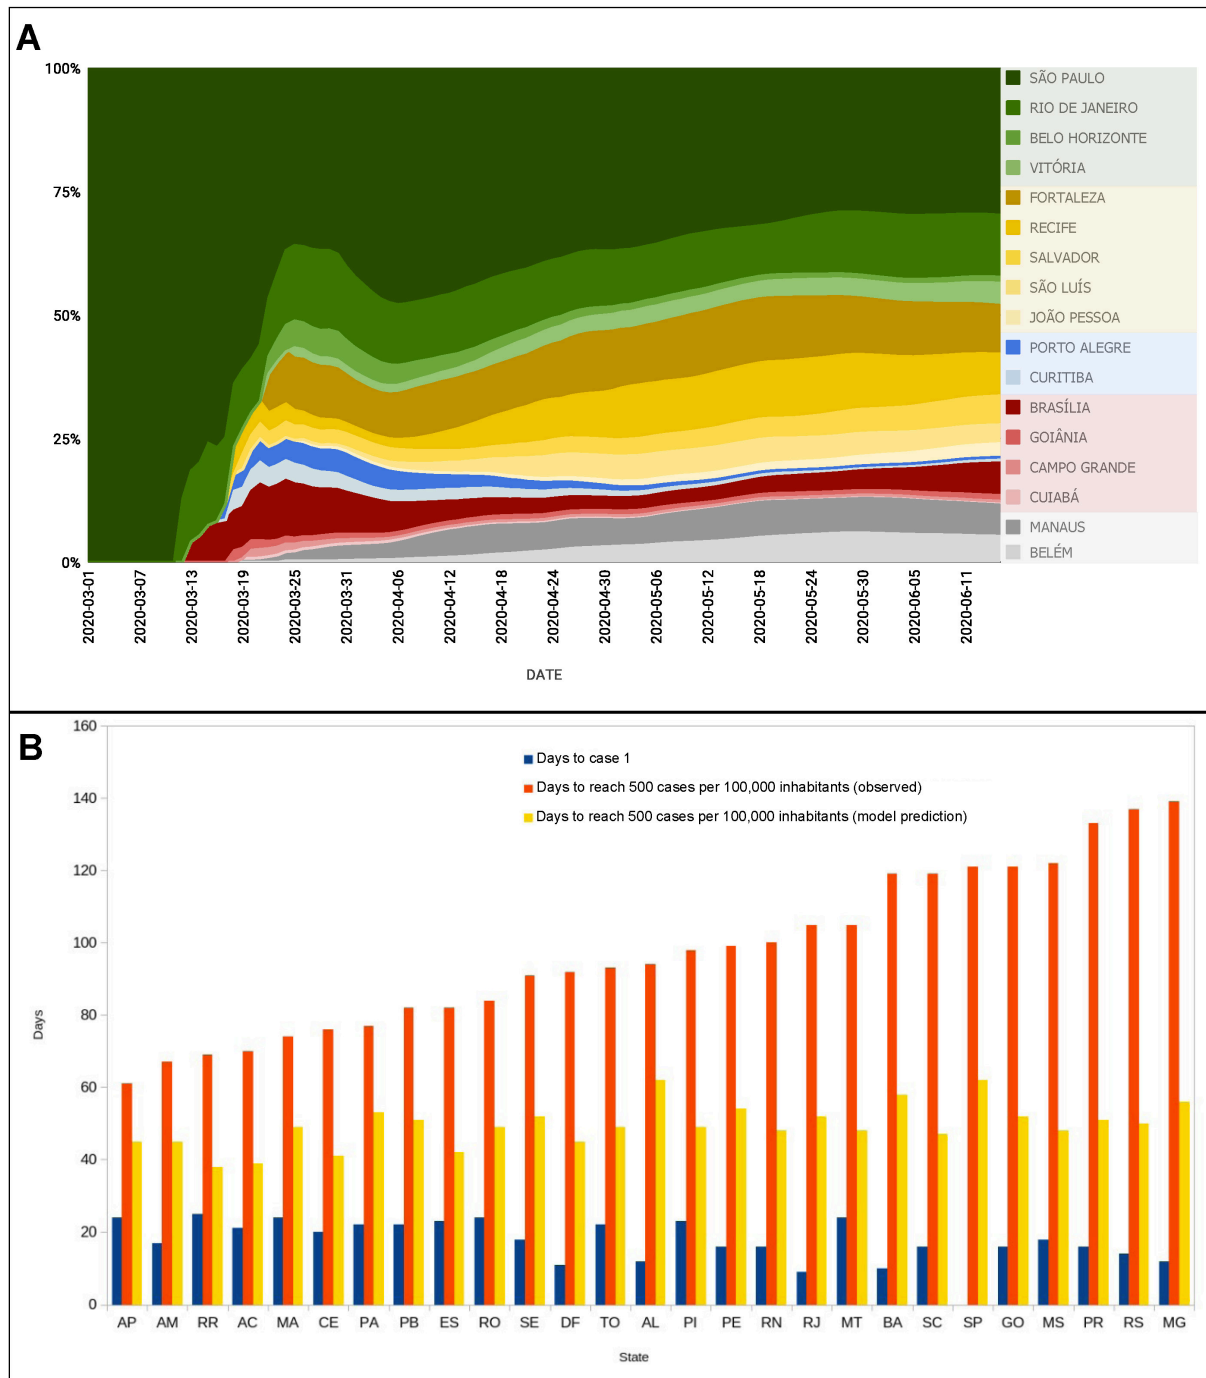 A
100%
75%
50%
25%
0%
SÃO PAULO
RIO DE JANEIRO
BELO HORIZONTE
VITÓRIA
FORTALEZA
RECIFE
SALVADOR
SÃO LUÍS
JOÃO PESSOA
PORTO ALEGRE
CURITIBA
BRASÍLIA
GOIÂNIA
CAMPO GRANDE
CUIABÁ
MANAUS
BELÉM
2020-03-01
2020-03-07
2020-03-13
2020-03-19
2020-03-25
2020-03-31
2020-04-06
2020-04-12
2020-04-18
2020-04-24
2020-04-30
2020-05-06
2020-05-12
2020-05-18
2020-05-24
2020-05-30
2020-06-05
2020-06-11
DATE
B
160
140
120
100
80
60
40
20
0
Days
Days to case 1
Days to reach 500 cases per 100,000 inhabitants (observed)
Days to reach 500 cases per 100,000 inhabitants (model prediction)
AP AM RR AC MA CE PA PB ES RO SE DF TO AL PI PE RN RJ MT BA SC SP GO MS PR RS MG
State